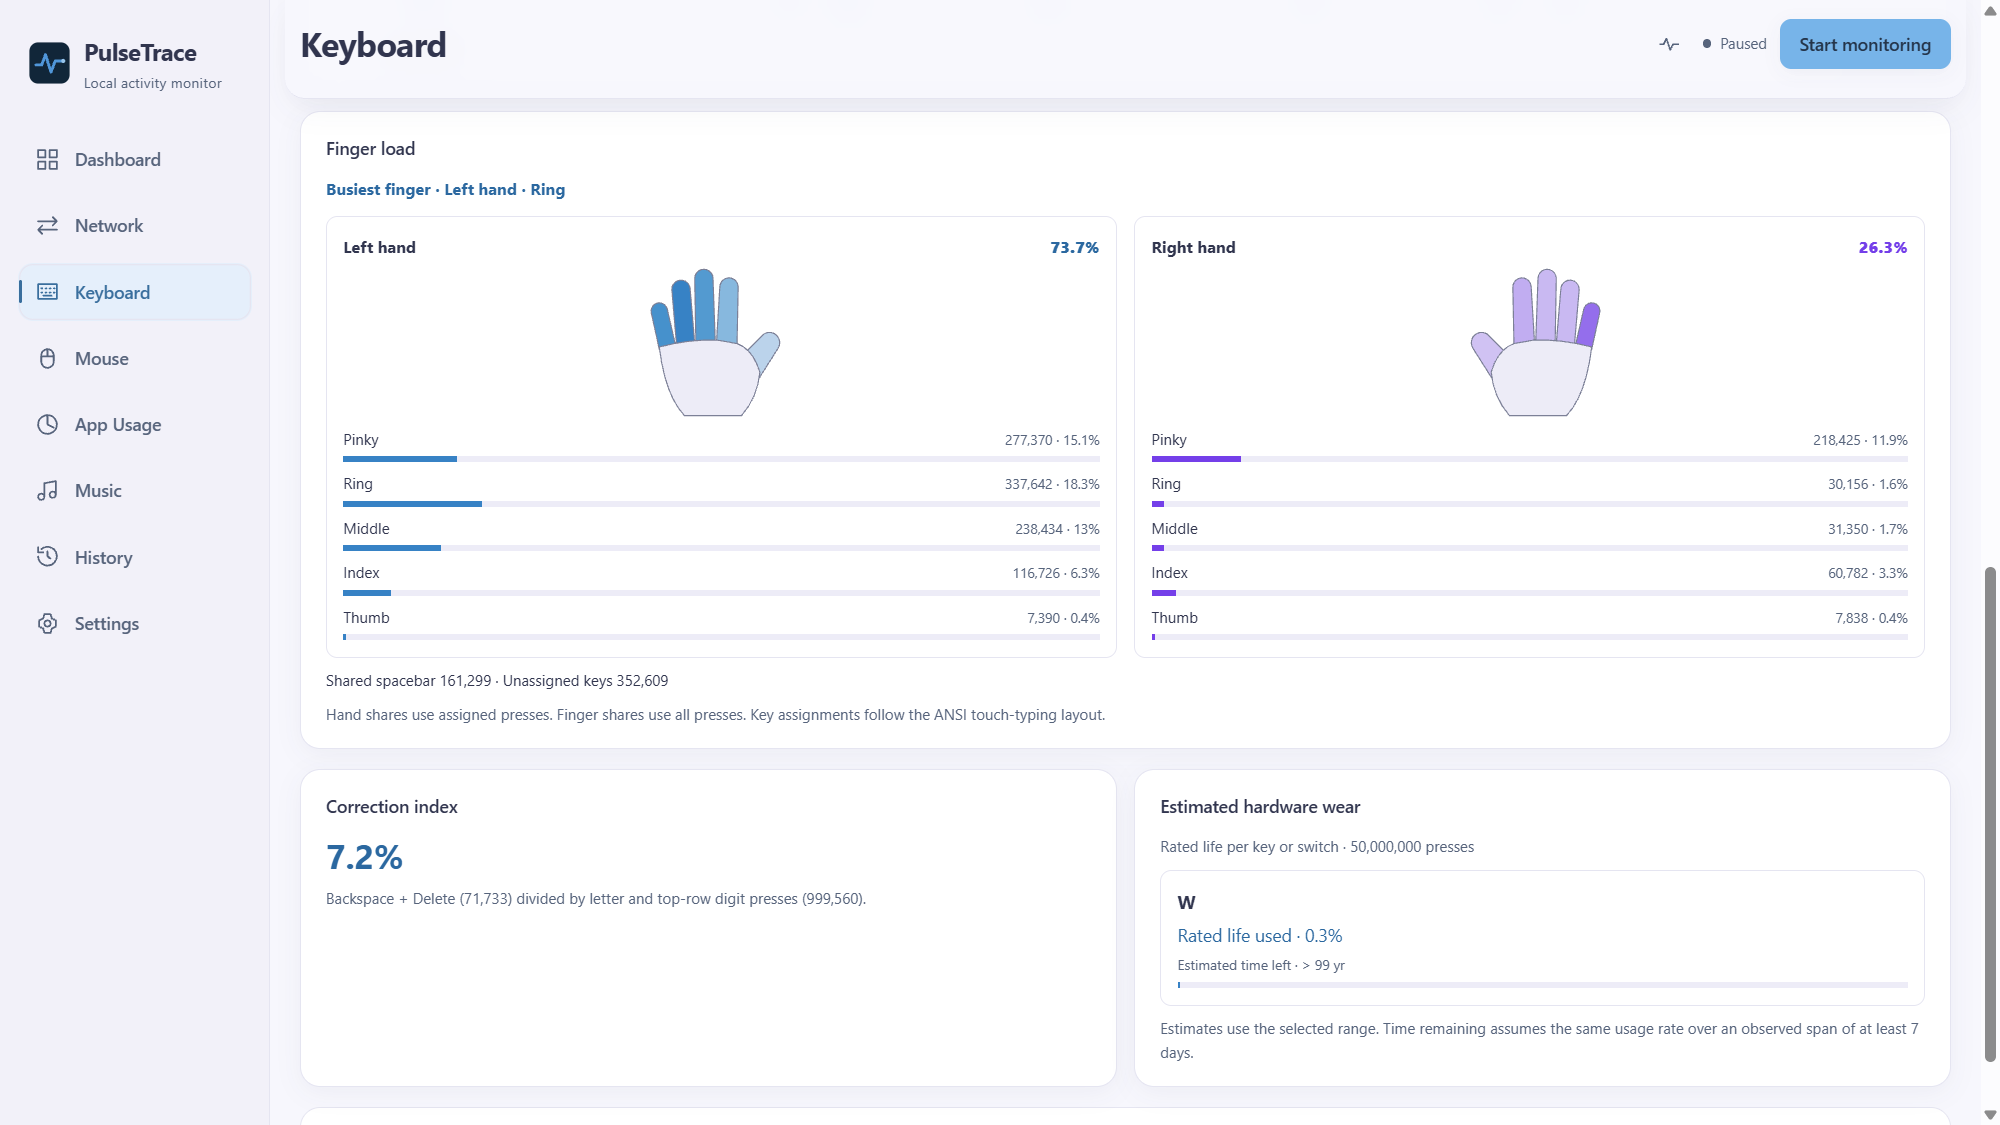 PulseTrace
Local activity monitor
Dashboard
Network
Keyboard
Mouse
App Usage
Music
History
Settings
Keyboard
Paused
Start monitoring
Finger load
Busiest finger · Left hand · Ring
Left hand 73.7%
Pinky 277,370 · 15.1%
Ring 337,642 · 18.3%
Middle 238,434 · 13%
Index 116,726 · 6.3%
Thumb 7,390 · 0.4%
Right hand 26.3%
Pinky 218,425 · 11.9%
Ring 30,156 · 1.6%
Middle 31,350 · 1.7%
Index 60,782 · 3.3%
Thumb 7,838 · 0.4%
Shared spacebar 161,299 · Unassigned keys 352,609
Hand shares use assigned presses. Finger shares use all presses. Key assignments follow the ANSI touch-typing layout.
Correction index
7.2%
Backspace + Delete (71,733) divided by letter and top-row digit presses (999,560).
Estimated hardware wear
Rated life per key or switch · 50,000,000 presses
W
Rated life used · 0.3%
Estimated time left · > 99 yr
Estimates use the selected range. Time remaining assumes the same usage rate over an observed span of at least 7
days.